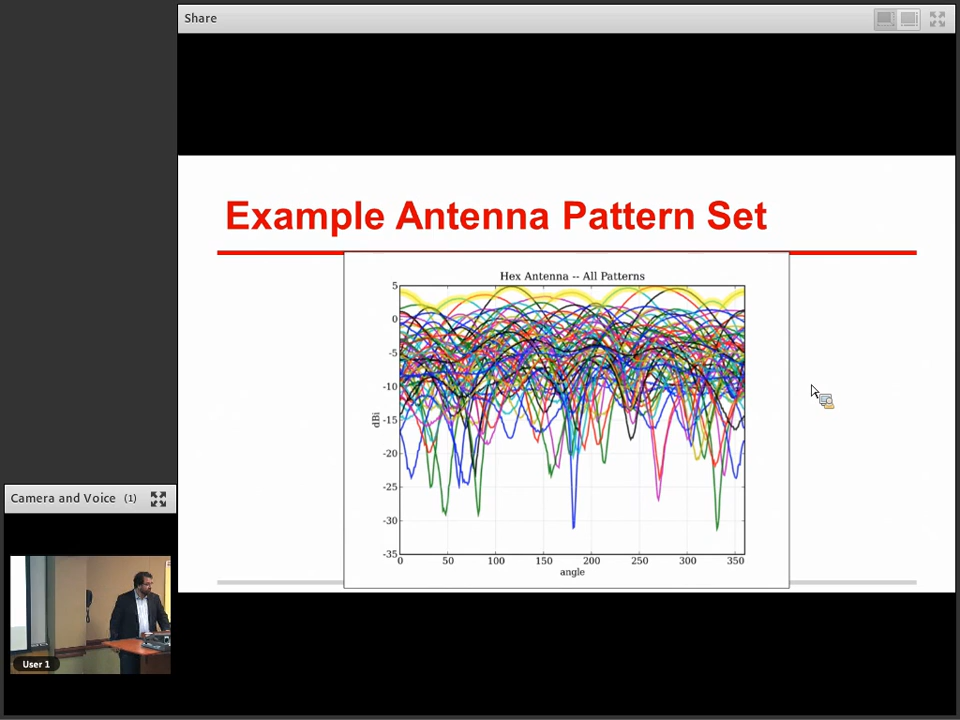 Share
Example Antenna Pattern Set
Hex Antenna -- All Patterns
5
0
-5
-10
-15
-20
-25
-30
-35
dBi
0 50 100 150 200 250 300 350
angle
Camera and Voice (1)
User 1